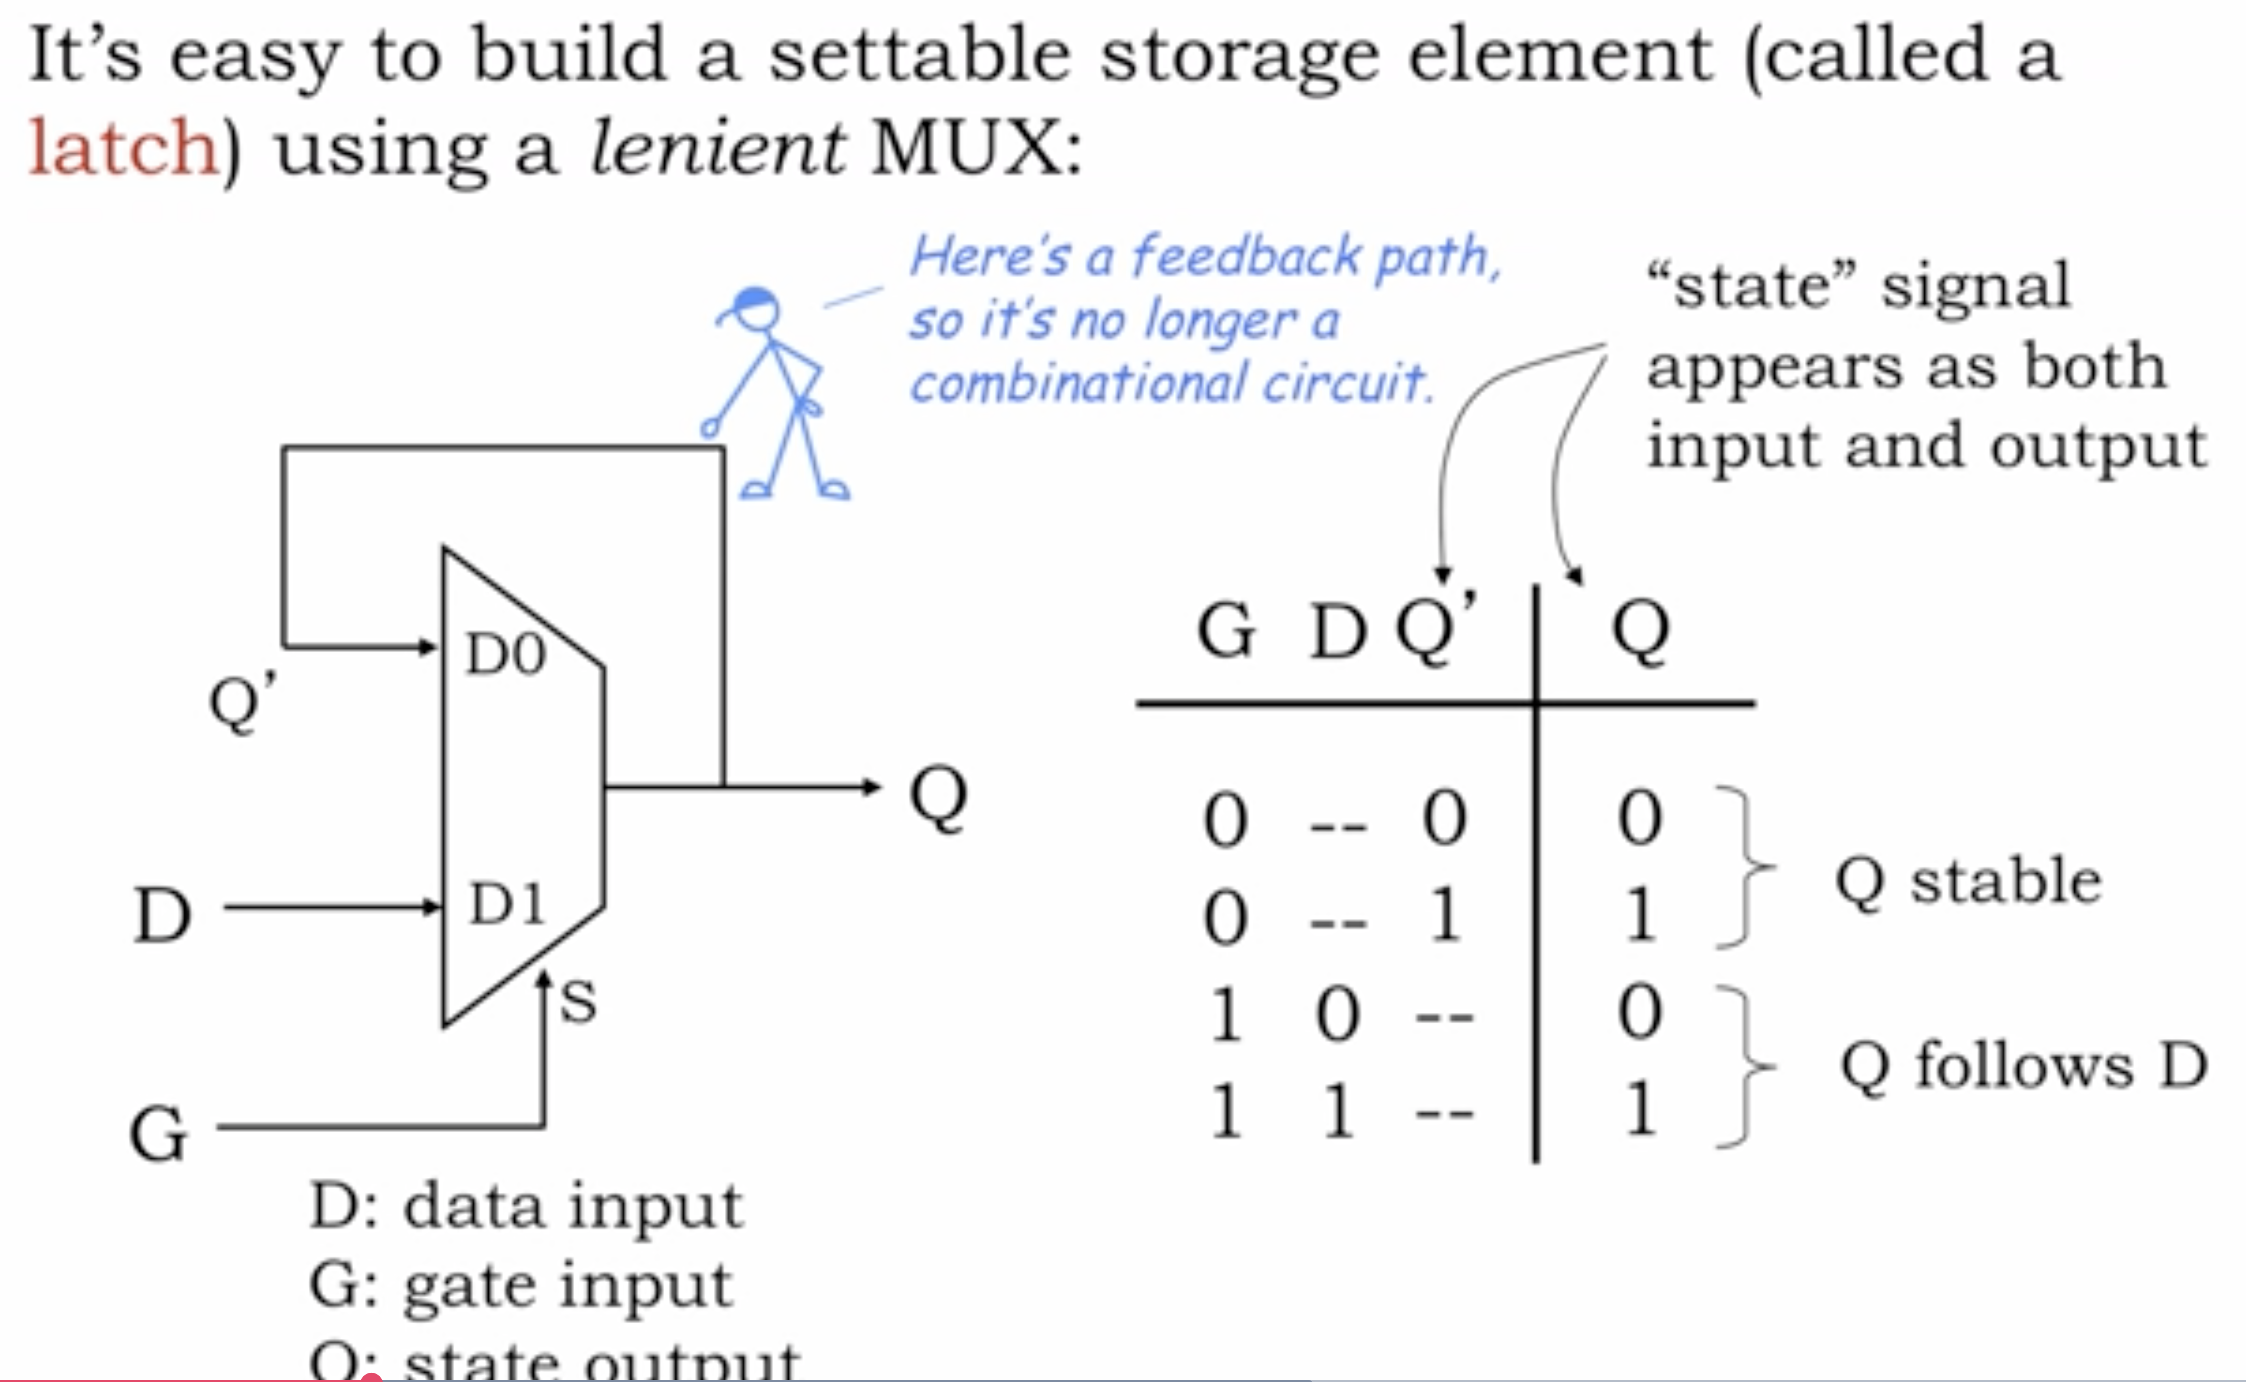 It’s easy to build a settable storage element (called a
latch) using a lenient MUX:
Here’s a feedback path,
so it’s no longer a
combinational circuit.
“state” signal
appears as both
input and output
D0
Q’
Q
D
D1
S
G
D: data input
G: gate input
Q: state output
G D Q’ Q
0 -- 0 0
0 -- 1 1
Q stable
1 0 -- 0
1 1 -- 1
Q follows D